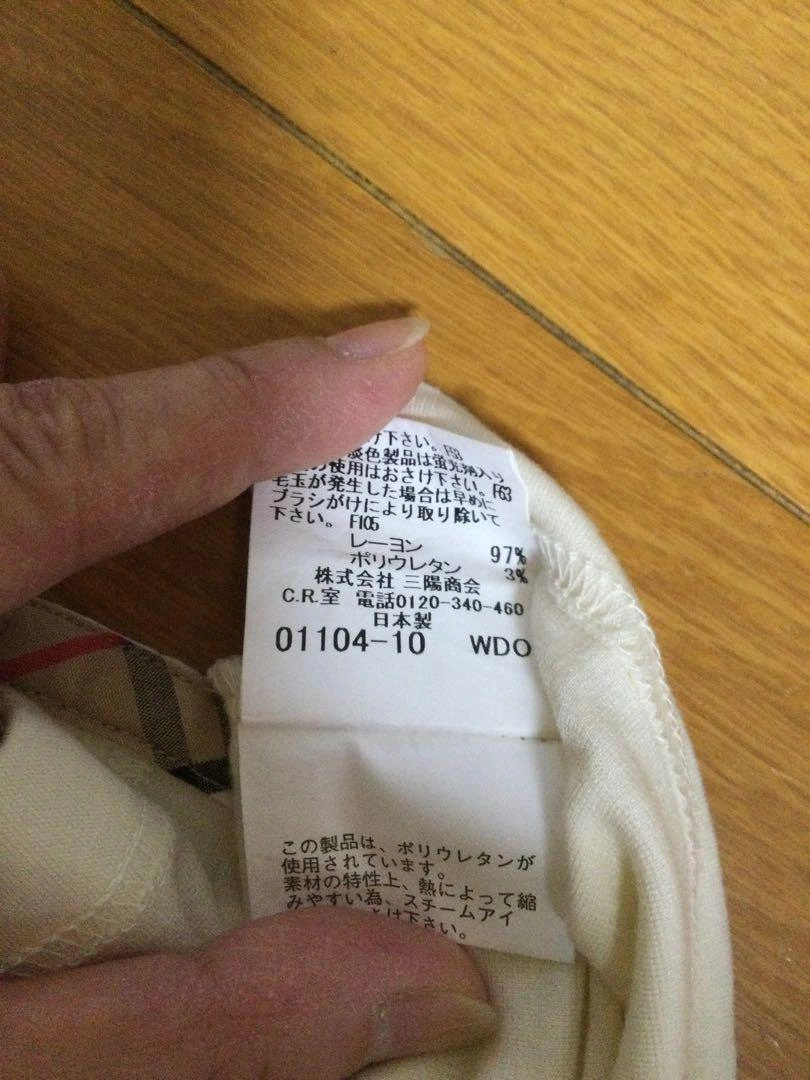 け下さい。F53
淡色製品は蛍光剤入り
の使用はおさけ下さい。F63
毛玉が発生した場合は早めに
ブラシがけにより取り除いて
下さい。F105
レーヨン 97%
ポリウレタン 3%
株式会社 三陽商会
C.R.室 電話0120-340-460
日本製
01104-10 WDO
この製品は、ポリウレタンが
使用されています。
素材の特性上、熱によって縮
みやすい為、スチームアイ
け下さい。